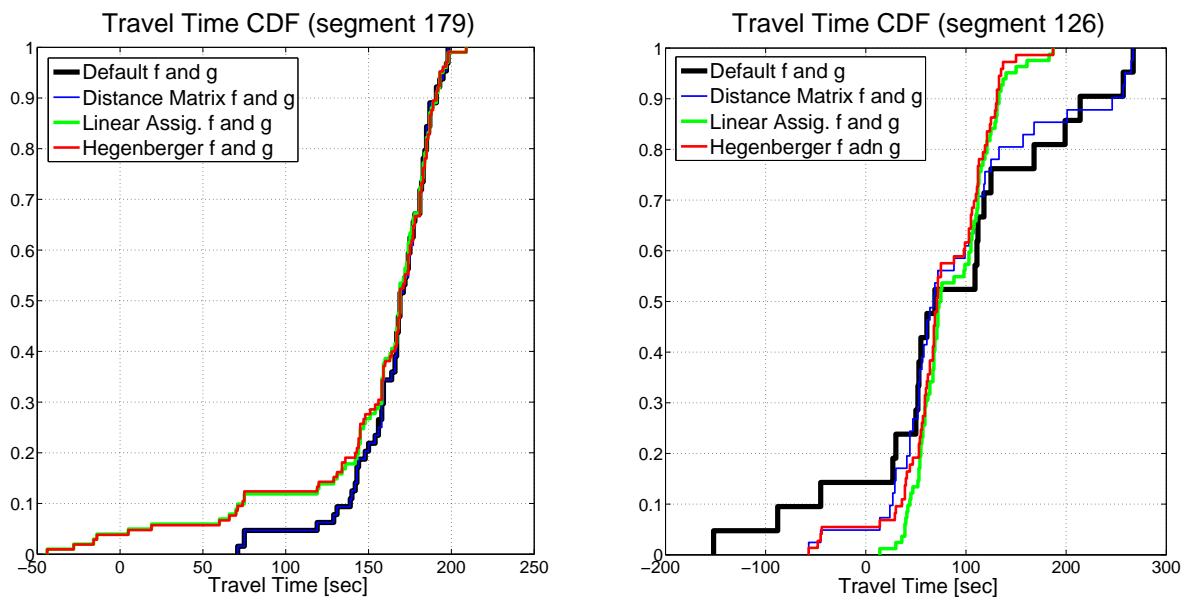 Travel Time CDF (segment 179)
1
0.9
0.8
0.7
0.6
0.5
0.4
0.3
0.2
0.1
0
−50
0
50
100
150
200
250
Travel Time [sec]
Default f and g
Distance Matrix f and g
Linear Assig. f and g
Hegenberger f and g
Travel Time CDF (segment 126)
1
0.9
0.8
0.7
0.6
0.5
0.4
0.3
0.2
0.1
0
−200
−100
0
100
200
300
Travel Time [sec]
Default f and g
Distance Matrix f and g
Linear Assig. f and g
Hegenberger f adn g